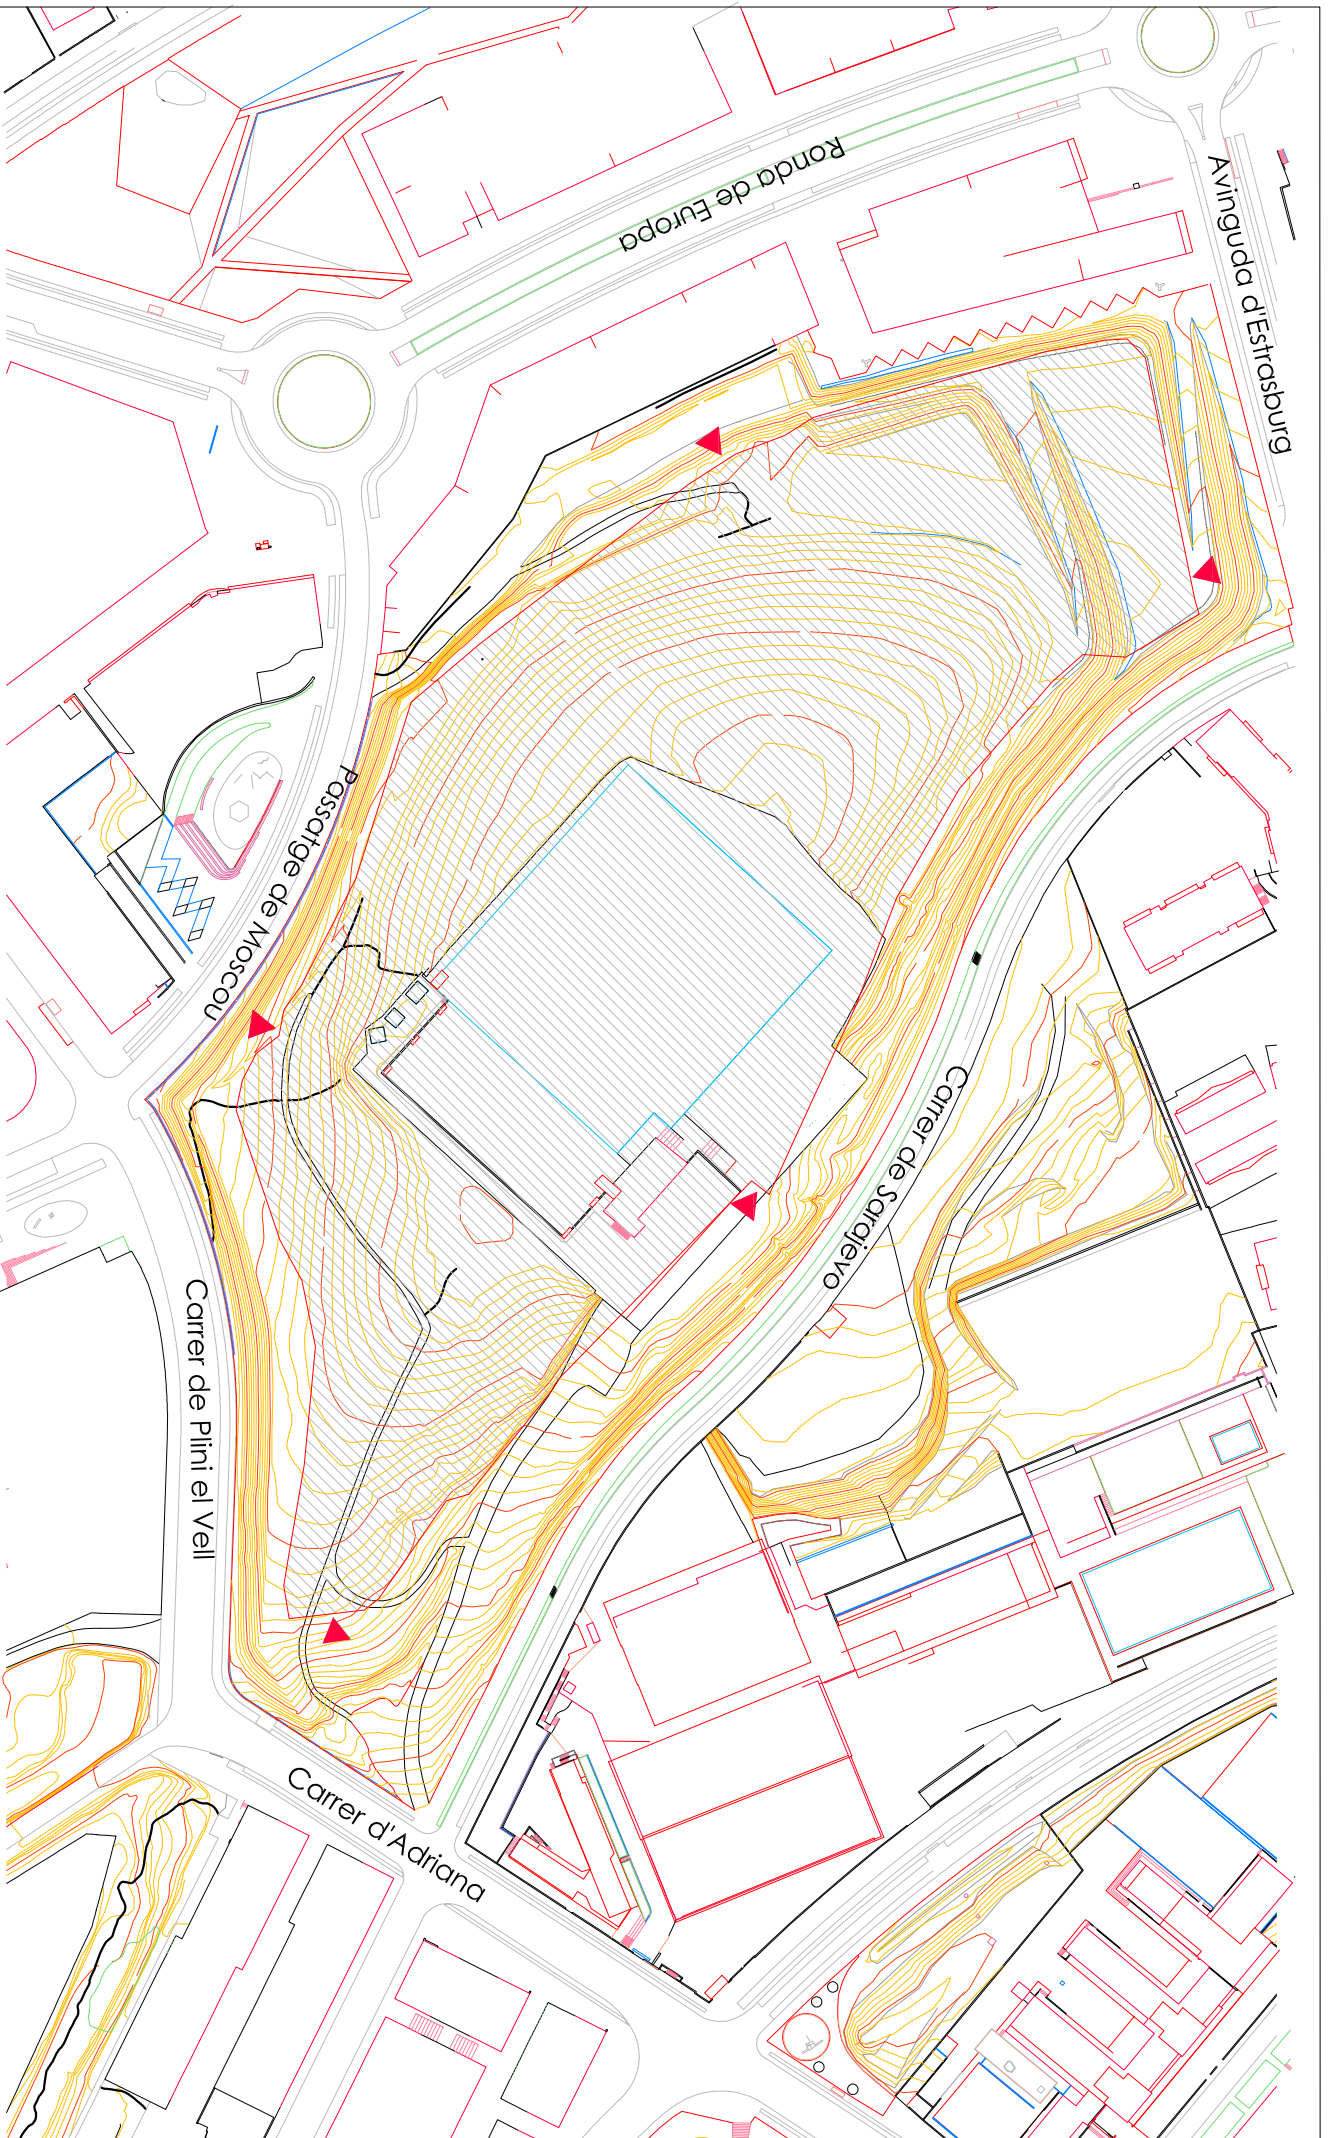 Ronda de Europa
Avinguda d'Estrasburg
Passatge de Moscou
Carrer de Sarajevo
Carrer de Plini el Vell
Carrer d'Adriana